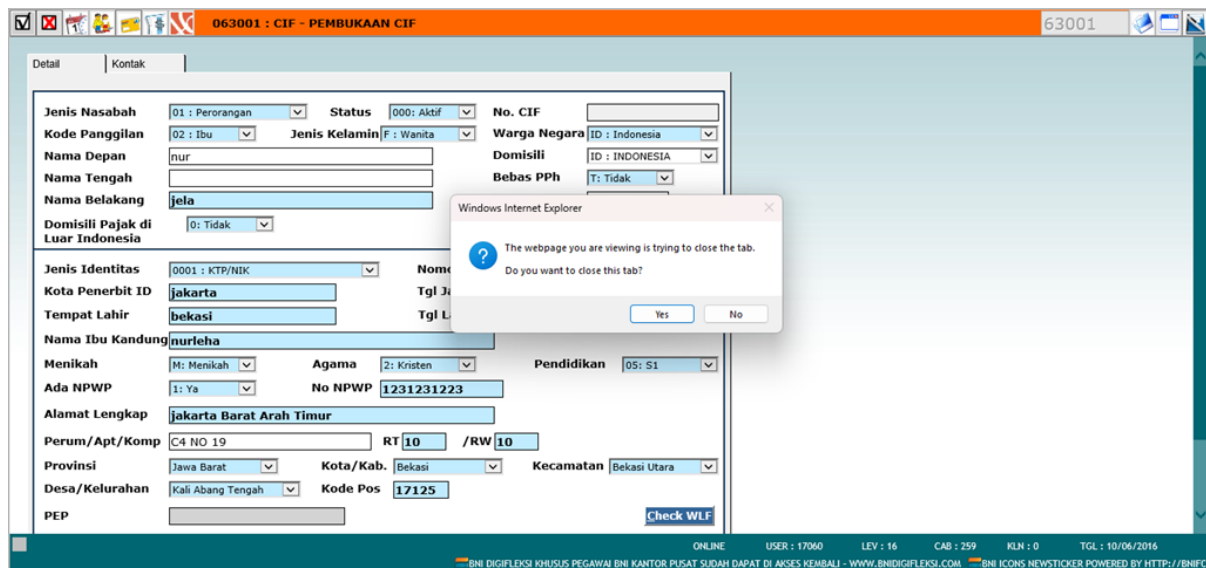 063001 : CIF - PEMBUKAAN CIF 63001
Detail Kontak
Jenis Nasabah 01 : Perorangan Status 000: Aktif No. CIF
Kode Panggilan 02 : Ibu Jenis Kelamin F : Wanita Warga Negara ID : Indonesia
Nama Depan nur Domisili ID : INDONESIA
Nama Tengah Bebas PPh T: Tidak
Nama Belakang jela
Domisili Pajak di 0: Tidak
Luar Indonesia
Windows Internet Explorer
The webpage you are viewing is trying to close the tab.
Do you want to close this tab?
Yes No
Jenis Identitas 0001 : KTP/NIK Nomo
Kota Penerbit ID jakarta Tgl Ja
Tempat Lahir bekasi Tgl L
Nama Ibu Kandung nurleha
Menikah M: Menikah Agama 2: Kristen Pendidikan 05: S1
Ada NPWP 1: Ya No NPWP 1231231223
Alamat Lengkap jakarta Barat Arah Timur
Perum/Apt/Komp C4 NO 19 RT 10 /RW 10
Provinsi Jawa Barat Kota/Kab. Bekasi Kecamatan Bekasi Utara
Desa/Kelurahan Kali Abang Tengah Kode Pos 17125
PEP Check WLF
ONLINE USER : 17060 LEV : 16 CAB : 259 KLN : 0 TGL : 10/06/2016
BNI DIGIFLEKSI KHUSUS PEGAWAI BNI KANTOR PUSAT SUDAH DAPAT DI AKSES KEMBALI - WWW.BNIDIGIFLEKSI.COM BNI ICONS NEWSTICKER POWERED BY HTTP://BNIFC